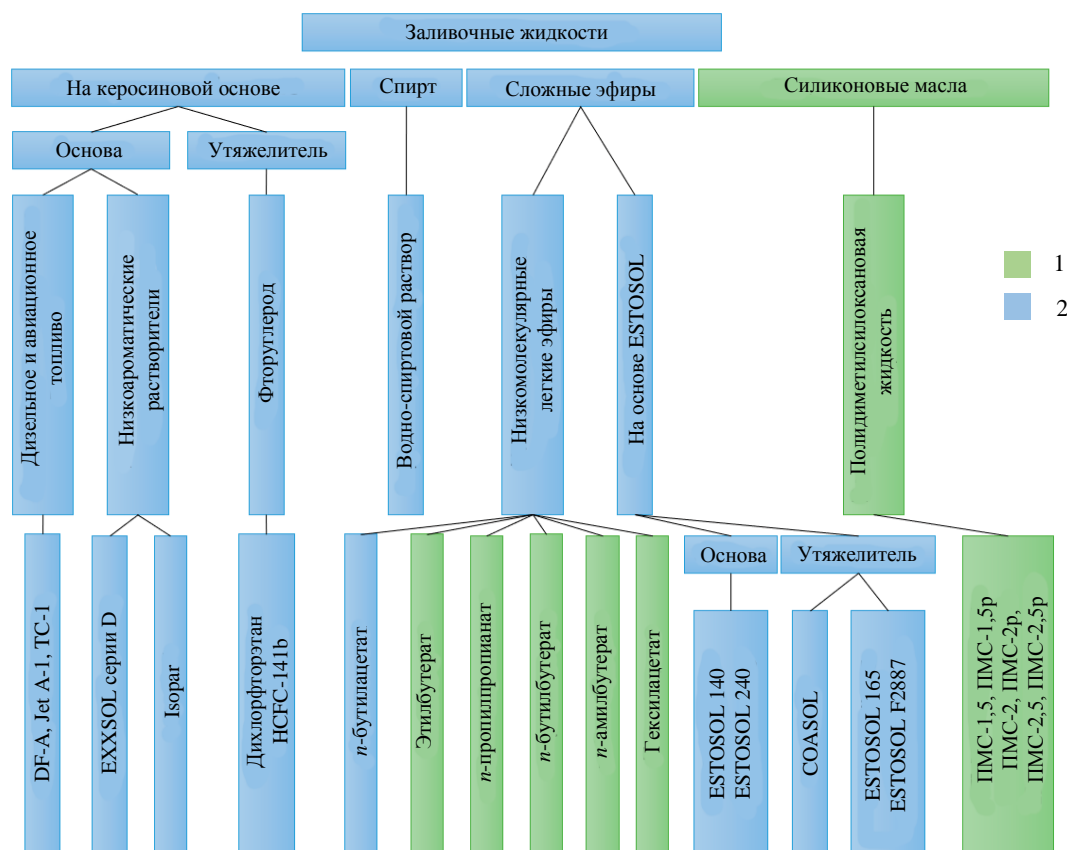 Заливочные жидкости
На керосиновой основе
Спирт
Сложные эфиры
Силиконовые масла
Основа
Утяжелитель
Дизельное и авиационное
топливо
Низкоароматические
растворители
Фторуглерод
Водно-спиртовой раствор
Низкомолекулярные
легкие эфиры
На основе ESTOSOL
Полидиметилсилоксановая
жидкость
1
2
DF-A, Jet A-1, TC-1
EXXSOL серии D
Isopar
Дихлорфторэтан
HCFC-141b
n-бутилацетат
Этилбутерат
n-пропилпропианат
n-бутилбутерат
n-амилбутерат
Гексилацетат
Основа
Утяжелитель
ESTOSOL 140
ESTOSOL 240
COASOL
ESTOSOL 165
ESTOSOL F2887
ПМС-1,5, ПМС-1,5р
ПМС-2, ПМС-2р,
ПМС-2,5, ПМС-2,5р